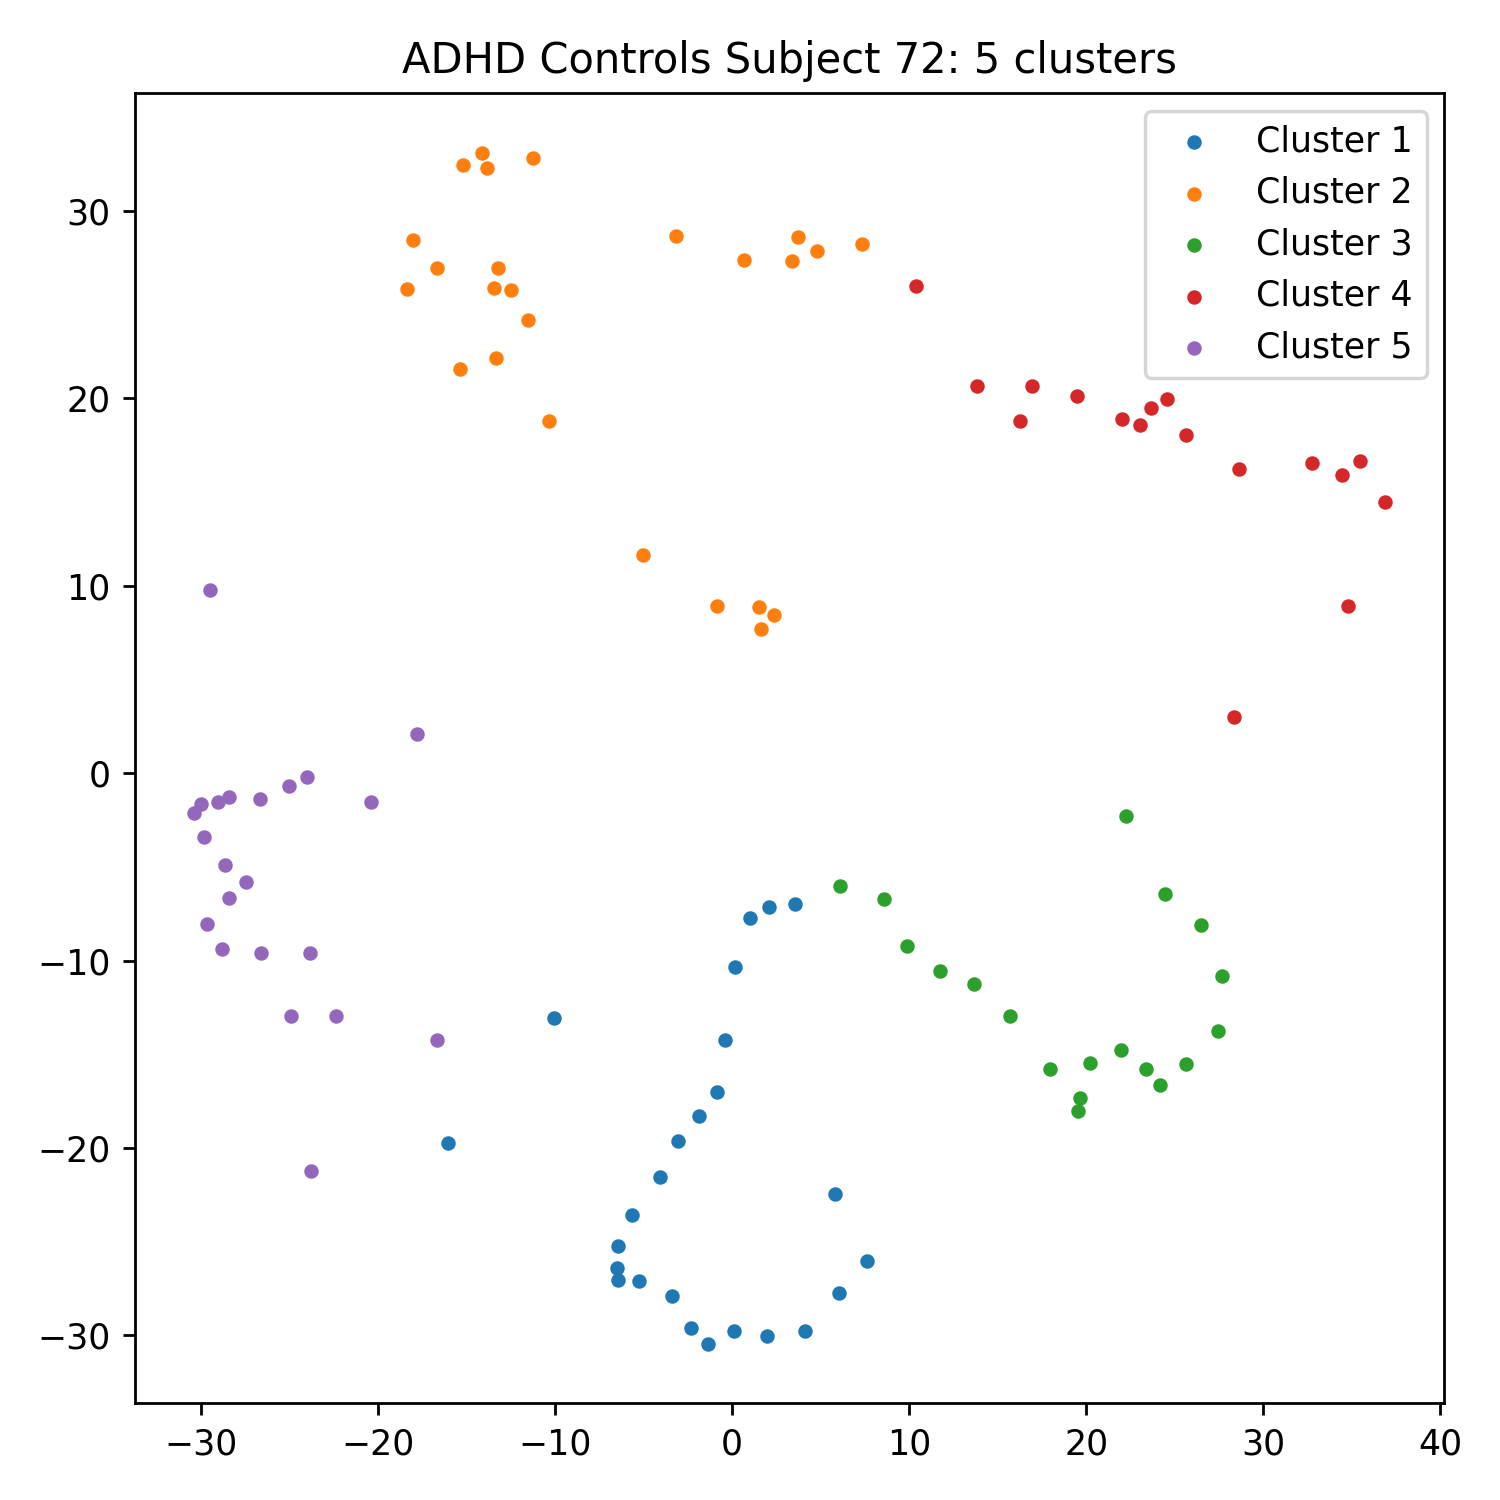 ADHD Controls Subject 72: 5 clusters
Cluster 1
Cluster 2
Cluster 3
Cluster 4
Cluster 5
30
20
10
0
−10
−20
−30
−30 −20 −10 0 10 20 30 40